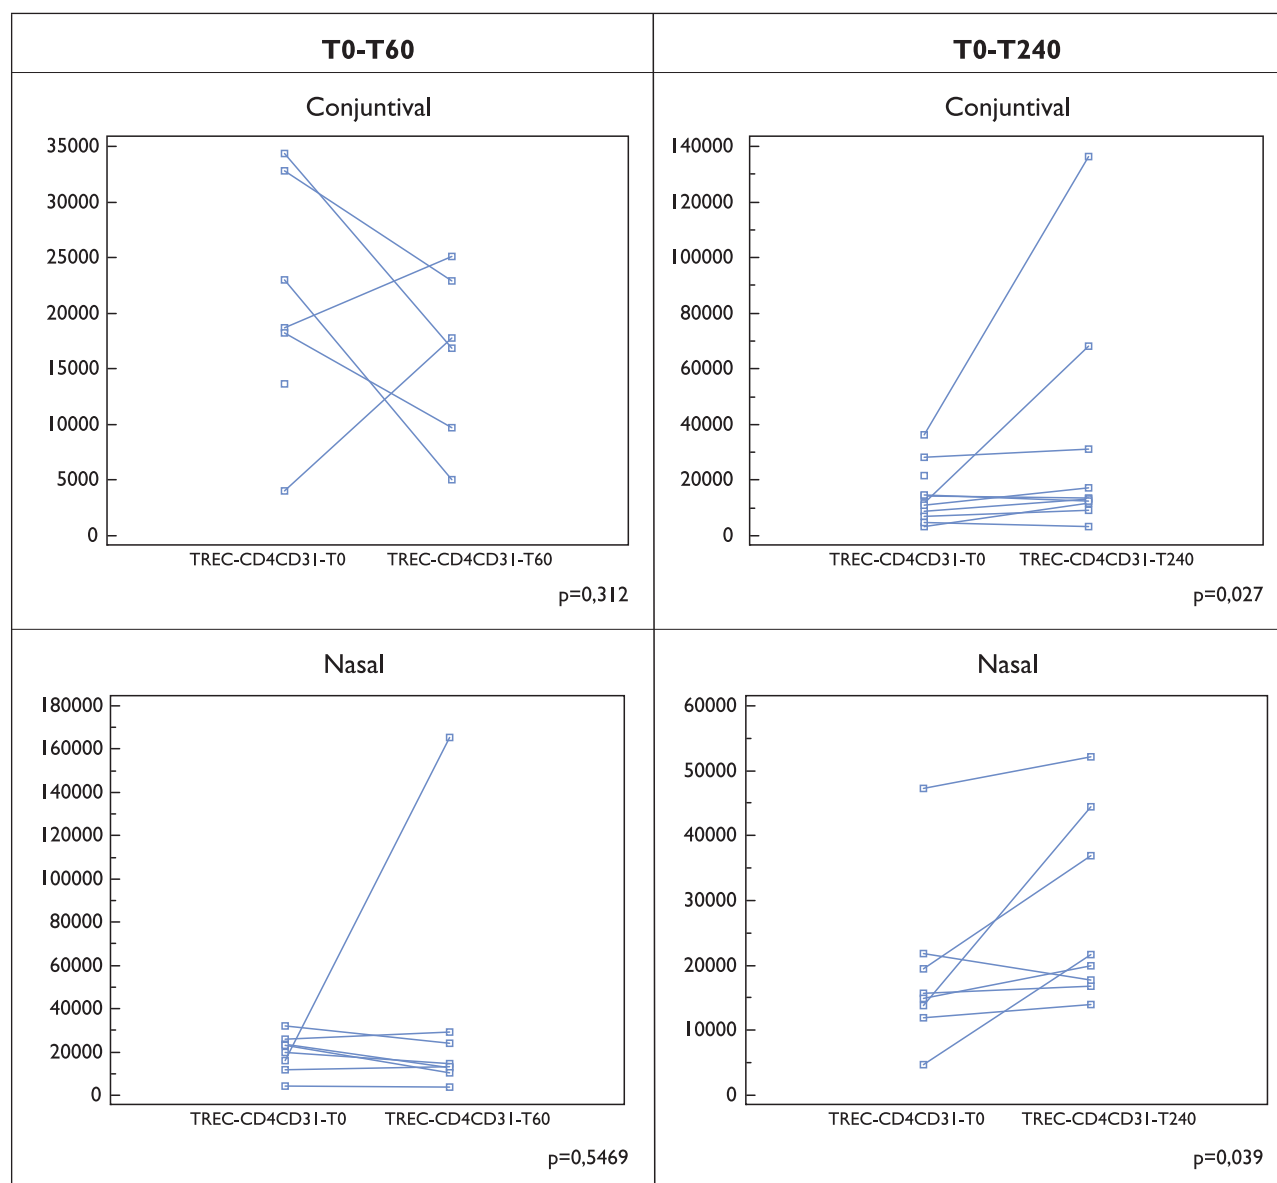 T0-T60
T0-T240
Conjuntival
35000
30000
25000
20000
15000
10000
5000
0
TREC-CD4CD31-T0 TREC-CD4CD31-T60
p=0,312
Conjuntival
140000
120000
100000
80000
60000
40000
20000
0
TREC-CD4CD31-T0 TREC-CD4CD31-T240
p=0,027
Nasal
180000
160000
140000
120000
100000
80000
60000
40000
20000
0
TREC-CD4CD31-T0 TREC-CD4CD31-T60
p=0,5469
Nasal
60000
50000
40000
30000
20000
10000
0
TREC-CD4CD31-T0 TREC-CD4CD31-T240
p=0,039